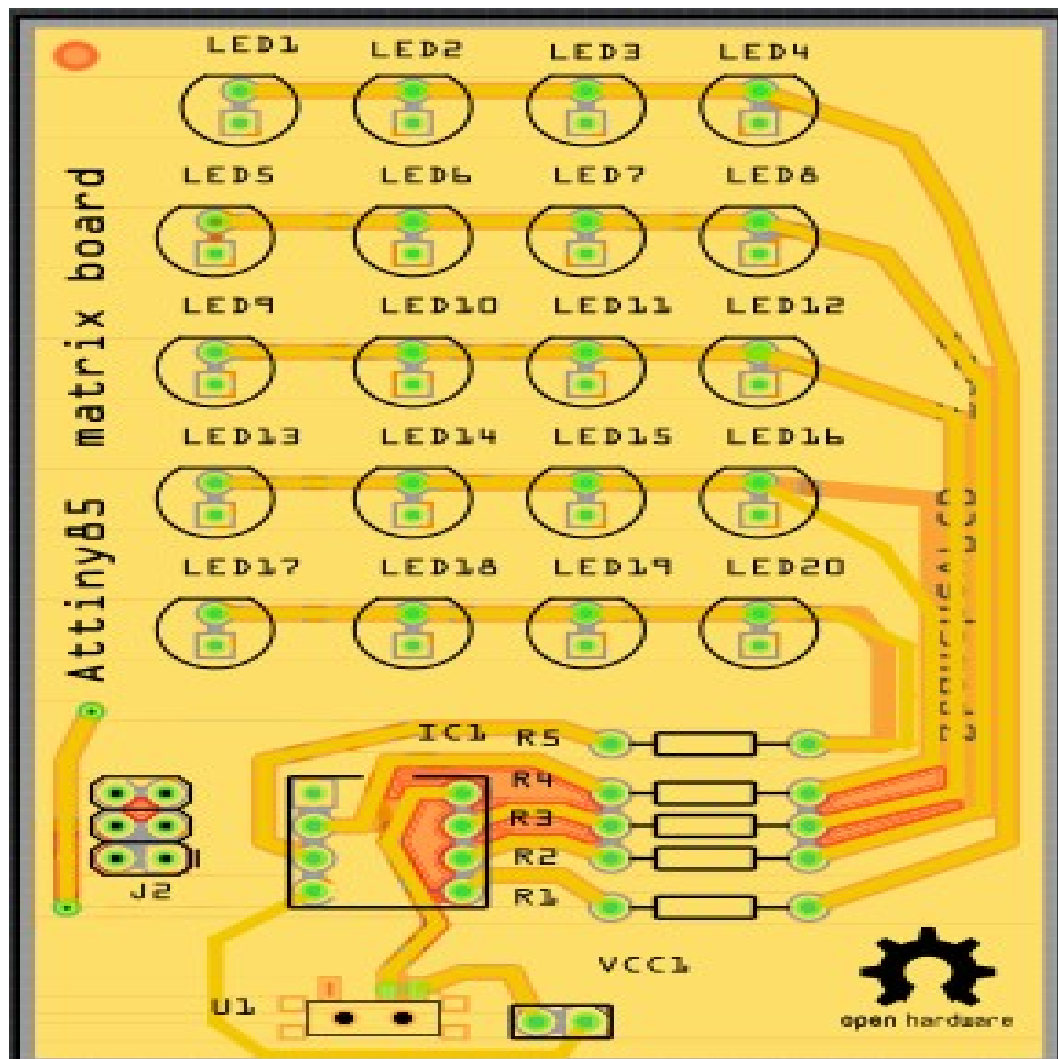 LED1 LED2 LED3 LED4
LED5 LED6 LED7 LED8
LED9 LED10 LED11 LED12
LED13 LED14 LED15 LED16
LED17 LED18 LED19 LED20
Attiny85 matrix board
IC1 R5
R4
R3
R2
R1
J2
VCC1
U1
open hardware